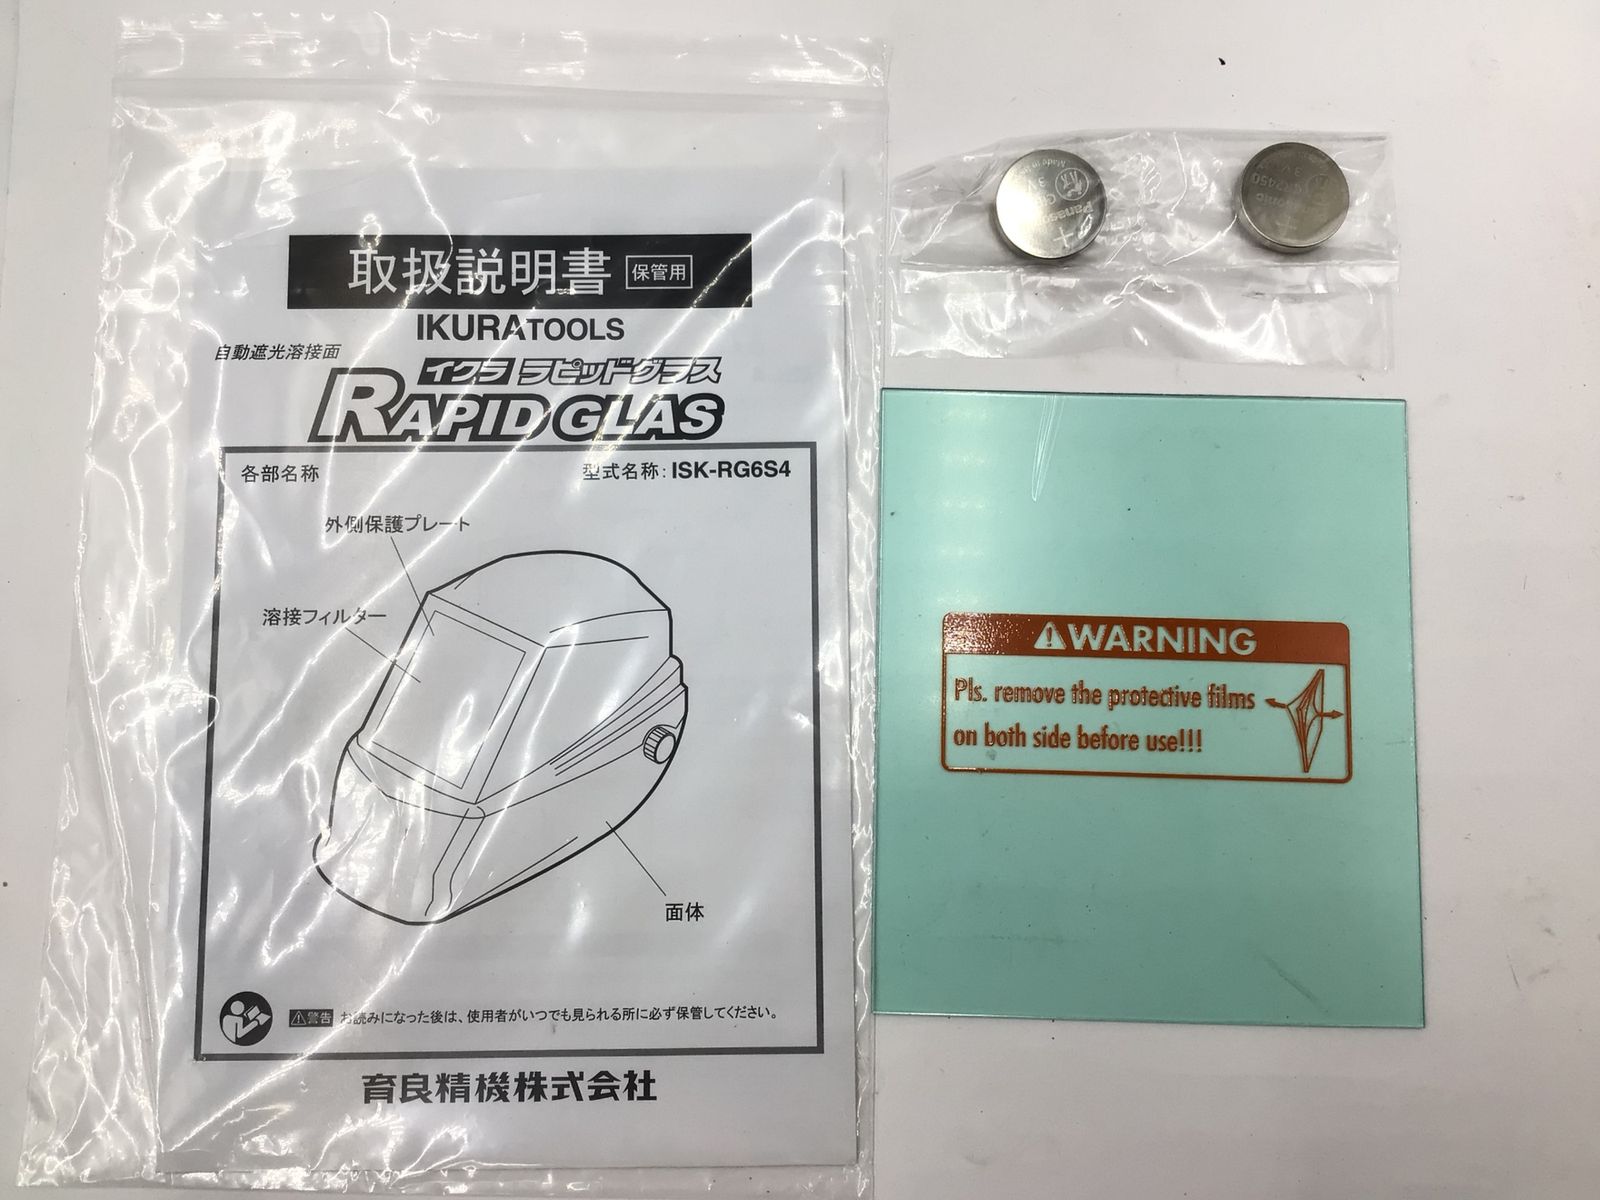 取扱説明書 保管用
IKURATOOLS
自動遮光溶接面
イクラ ラピッドグラス
RAPID GLAS
各部名称
型式名称：ISK-RG6S4
外側保護プレート
溶接フィルター
面体
警告 お読みになった後は、使用者がいつでも見られる所に必ず保管してください。
育良精機株式会社
3V
Made in
3V
CR2450
WARNING
Pls. remove the protective films
on both side before use!!!